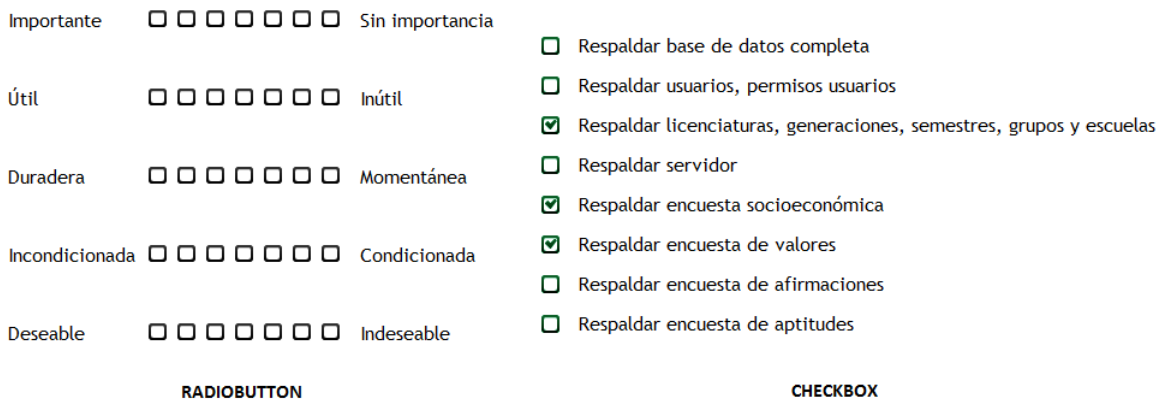 Importante Sin importancia
Útil Inútil
Duradera Momentánea
Incondicionada Condicionada
Deseable Indeseable
RADIOBUTTON
Respaldar base de datos completa
Respaldar usuarios, permisos usuarios
Respaldar licenciaturas, generaciones, semestres, grupos y escuelas
Respaldar servidor
Respaldar encuesta socioeconómica
Respaldar encuesta de valores
Respaldar encuesta de afirmaciones
Respaldar encuesta de aptitudes
CHECKBOX